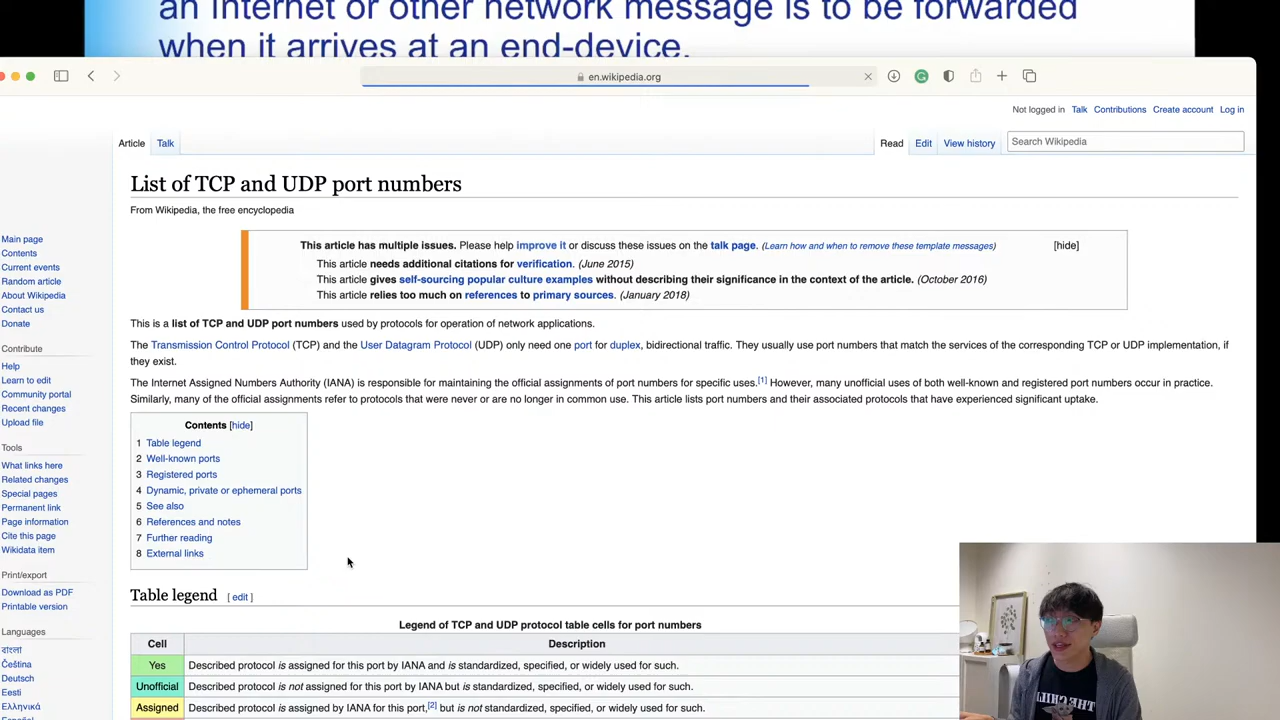 an Internet or other network message is to be forwarded
when it arrives at an end-device.
en.wikipedia.org
Not logged in Talk Contributions Create account Log in
Article Talk Read Edit View history Search Wikipedia
List of TCP and UDP port numbers
From Wikipedia, the free encyclopedia
This article has multiple issues. Please help improve it or discuss these issues on the talk page. (Learn how and when to remove these template messages) [hide]
This article needs additional citations for verification. (June 2015)
This article gives self-sourcing popular culture examples without describing their significance in the context of the article. (October 2016)
This article relies too much on references to primary sources. (January 2018)
This is a list of TCP and UDP port numbers used by protocols for operation of network applications.
The Transmission Control Protocol (TCP) and the User Datagram Protocol (UDP) only need one port for duplex, bidirectional traffic. They usually use port numbers that match the services of the corresponding TCP or UDP implementation, if
they exist.
The Internet Assigned Numbers Authority (IANA) is responsible for maintaining the official assignments of port numbers for specific uses.[1] However, many unofficial uses of both well-known and registered port numbers occur in practice.
Similarly, many of the official assignments refer to protocols that were never or are no longer in common use. This article lists port numbers and their associated protocols that have experienced significant uptake.
Contents [hide]
1 Table legend
2 Well-known ports
3 Registered ports
4 Dynamic, private or ephemeral ports
5 See also
6 References and notes
7 Further reading
8 External links
Table legend [ edit ]
Legend of TCP and UDP protocol table cells for port numbers
Cell Description
Yes Described protocol is assigned for this port by IANA and is standardized, specified, or widely used for such.
Unofficial Described protocol is not assigned for this port by IANA but is standardized, specified, or widely used for such.
Assigned Described protocol is assigned by IANA for this port,[2] but is not standardized, specified, or widely used for such.
Main page
Contents
Current events
Random article
About Wikipedia
Contact us
Donate
Contribute
Help
Learn to edit
Community portal
Recent changes
Upload file
Tools
What links here
Related changes
Special pages
Permanent link
Page information
Cite this page
Wikidata item
Print/export
Download as PDF
Printable version
Languages
বাংলা
Čeština
Deutsch
Eesti
Ελληνικά
Español
THE CHILD